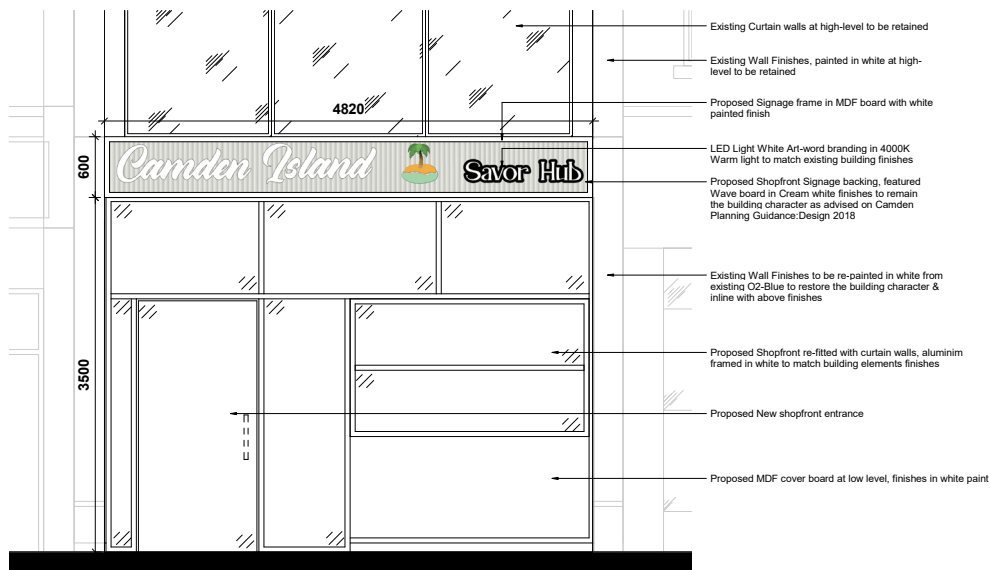 Existing Curtain walls at high-level to be retained
Existing Wall Finishes, painted in white at high-
level to be retained
4820
Proposed Signage frame in MDF board with white
painted finish
600
Camden Island
Savor Hub
LED Light White Art-word branding in 4000K
Warm light to match existing building finishes
Proposed Shopfront Signage backing, featured
Wave board in Cream white finishes to remain
the building character as advised on Camden
Planning Guidance:Design 2018
Existing Wall Finishes to be re-painted in white from
existing O2-Blue to restore the building character &
inline with above finishes
3500
Proposed Shopfront re-fitted with curtain walls, aluminim
framed in white to match building elements finishes
Proposed New shopfront entrance
Proposed MDF cover board at low level, finishes in white paint